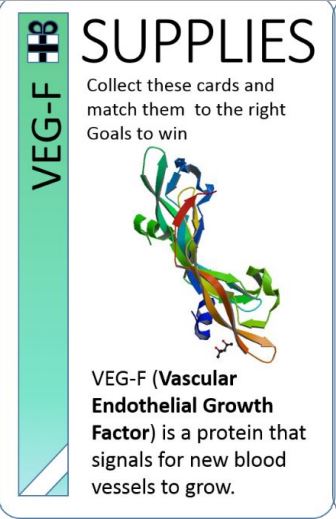 SUPPLIES
VEG-F
Collect these cards and
match them to the right
Goals to win
VEG-F (Vascular
Endothelial Growth
Factor) is a protein that
signals for new blood
vessels to grow.